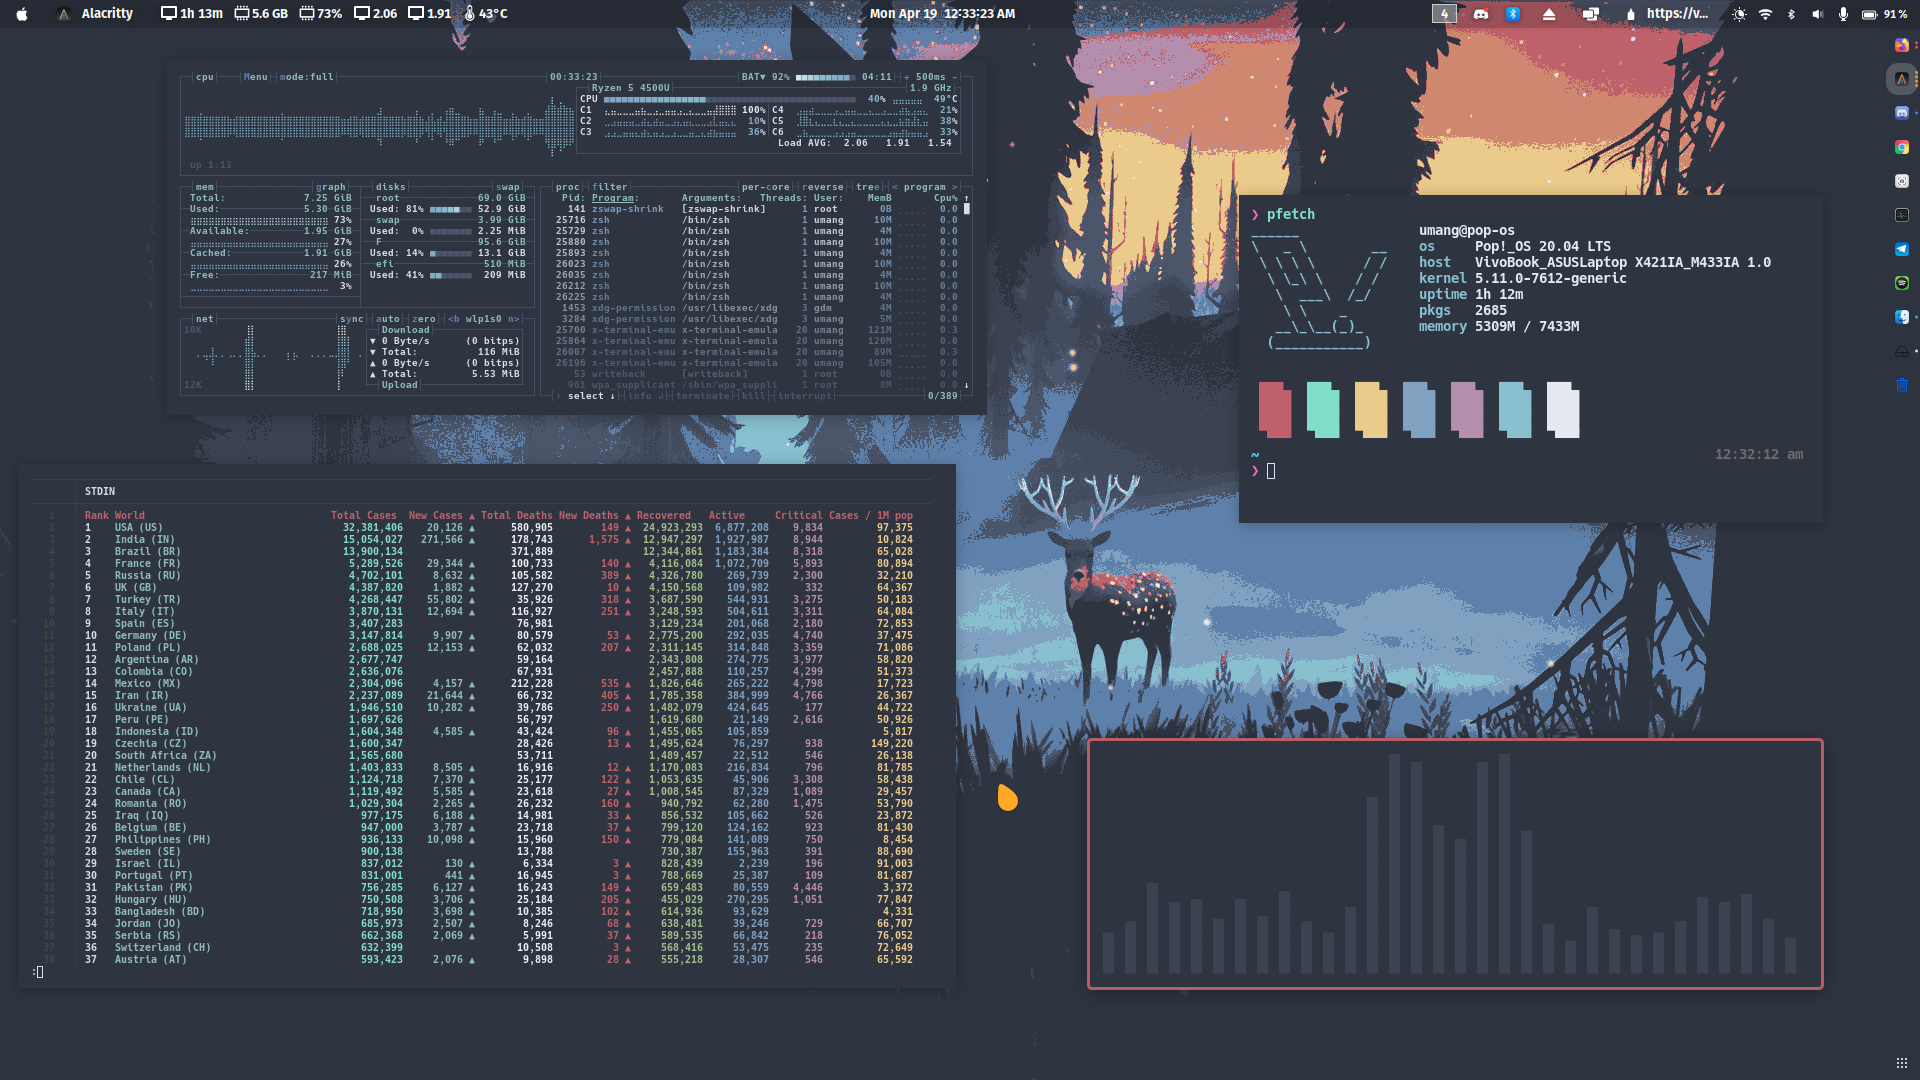 Alacritty 1h 13m 5.6 GB 73% 2.06 1.91 43°C Mon Apr 19 12:33:23 AM 4 https://v... 91%
cpu Menu mode:full 00:33:23 BAT▼ 92% 04:11 + 500ms -
Ryzen 5 4500U 1.9 GHz
CPU 40% 49°C
C1 100% C4 21%
C2 10% C5 38%
C3 36% C6 33%
Load AVG: 2.06 1.91 1.54
up 1:13
mem graph disks swap
Total: 7.25 GiB root 69.0 GiB
Used: 5.30 GiB Used: 81% 52.9 GiB
73% swap 3.99 GiB
Available: 1.95 GiB Used: 0% 2.25 MiB
27% F 95.6 GiB
Cached: 1.91 GiB Used: 14% 13.1 GiB
26% efi 510 MiB
Free: 217 MiB Used: 41% 209 MiB
3%
proc filter per-core reverse tree < program >
Pid: Program: Arguments: Threads: User: MemB Cpu% ↑
141 zswap-shrink [zswap-shrink] 1 root 0B 0.0
25716 zsh /bin/zsh 1 umang 10M 0.0
25729 zsh /bin/zsh 1 umang 4M 0.0
25880 zsh /bin/zsh 1 umang 10M 0.0
25893 zsh /bin/zsh 1 umang 4M 0.0
26023 zsh /bin/zsh 1 umang 10M 0.0
26035 zsh /bin/zsh 1 umang 4M 0.0
26212 zsh /bin/zsh 1 umang 10M 0.0
26225 zsh /bin/zsh 1 umang 4M 0.0
1453 xdg-permission /usr/libexec/xdg 3 gdm 4M 0.0
3284 xdg-permission /usr/libexec/xdg 3 umang 5M 0.0
25700 x-terminal-emu x-terminal-emula 20 umang 121M 0.3
25864 x-terminal-emu x-terminal-emula 20 umang 120M 0.0
26007 x-terminal-emu x-terminal-emula 20 umang 89M 0.3
26196 x-terminal-emu x-terminal-emula 20 umang 105M 0.0
53 writeback [writeback] 1 root 0B 0.0
961 wpa_supplicant /sbin/wpa_suppli 1 root 8M 0.0 ↓
↑ select ↓ info ↲ terminate kill interrupt 0/389
net sync auto zero <b wlp1s0 n>
10K Download
▼ 0 Byte/s (0 bitps)
▼ Total: 116 MiB
▲ 0 Byte/s (0 bitps)
▲ Total: 5.53 MiB
12K Upload
❯ pfetch
umang@pop-os
os Pop!_OS 20.04 LTS
host VivoBook_ASUSLaptop X421IA_M433IA 1.0
kernel 5.11.0-7612-generic
uptime 1h 12m
pkgs 2685
memory 5309M / 7433M
~ 12:32:12 am
❯
STDIN
1 Rank World Total Cases New Cases ▲ Total Deaths New Deaths ▲ Recovered Active Critical Cases / 1M pop
2 1 USA (US) 32,381,406 20,126 ▲ 580,905 149 ▲ 24,923,293 6,877,208 9,834 97,375
3 2 India (IN) 15,054,027 271,566 ▲ 178,743 1,575 ▲ 12,947,297 1,927,987 8,944 10,824
4 3 Brazil (BR) 13,900,134 371,889 12,344,861 1,183,384 8,318 65,028
5 4 France (FR) 5,289,526 29,344 ▲ 100,733 140 ▲ 4,116,084 1,072,709 5,893 80,894
6 5 Russia (RU) 4,702,101 8,632 ▲ 105,582 389 ▲ 4,326,780 269,739 2,300 32,210
7 6 UK (GB) 4,387,820 1,882 ▲ 127,270 10 ▲ 4,150,568 109,982 332 64,367
8 7 Turkey (TR) 4,268,447 55,802 ▲ 35,926 318 ▲ 3,687,590 544,931 3,275 50,183
9 8 Italy (IT) 3,870,131 12,694 ▲ 116,927 251 ▲ 3,248,593 504,611 3,311 64,084
10 9 Spain (ES) 3,407,283 76,981 3,129,234 201,068 2,180 72,853
11 10 Germany (DE) 3,147,814 9,907 ▲ 80,579 53 ▲ 2,775,200 292,035 4,740 37,475
12 11 Poland (PL) 2,688,025 12,153 ▲ 62,032 207 ▲ 2,311,145 314,848 3,359 71,086
13 12 Argentina (AR) 2,677,747 59,164 2,343,808 274,775 3,977 58,820
14 13 Colombia (CO) 2,636,076 67,931 2,457,888 110,257 4,299 51,373
15 14 Mexico (MX) 2,304,096 4,157 ▲ 212,228 535 ▲ 1,826,646 265,222 4,798 17,723
16 15 Iran (IR) 2,237,089 21,644 ▲ 66,732 405 ▲ 1,785,358 384,999 4,766 26,367
17 16 Ukraine (UA) 1,946,510 10,282 ▲ 39,786 250 ▲ 1,482,079 424,645 177 44,722
18 17 Peru (PE) 1,697,626 56,797 1,619,680 21,149 2,616 50,926
19 18 Indonesia (ID) 1,604,348 4,585 ▲ 43,424 96 ▲ 1,455,065 105,859 5,817
20 19 Czechia (CZ) 1,600,347 28,426 13 ▲ 1,495,624 76,297 938 149,220
21 20 South Africa (ZA) 1,565,680 53,711 1,489,457 22,512 546 26,138
22 21 Netherlands (NL) 1,403,833 8,505 ▲ 16,916 12 ▲ 1,170,083 216,834 796 81,785
23 22 Chile (CL) 1,124,718 7,370 ▲ 25,177 122 ▲ 1,053,635 45,906 3,308 58,438
24 23 Canada (CA) 1,119,492 5,585 ▲ 23,618 27 ▲ 1,008,545 87,329 1,089 29,457
25 24 Romania (RO) 1,029,304 2,265 ▲ 26,232 160 ▲ 940,792 62,280 1,475 53,790
26 25 Iraq (IQ) 977,175 6,188 ▲ 14,981 33 ▲ 856,532 105,662 526 23,872
27 26 Belgium (BE) 947,000 3,787 ▲ 23,718 37 ▲ 799,120 124,162 923 81,430
28 27 Philippines (PH) 936,133 10,098 ▲ 15,960 150 ▲ 779,084 141,089 750 8,454
29 28 Sweden (SE) 900,138 13,788 730,387 155,963 391 88,690
30 29 Israel (IL) 837,012 130 ▲ 6,334 3 ▲ 828,439 2,239 196 91,003
31 30 Portugal (PT) 831,001 441 ▲ 16,945 3 ▲ 788,669 25,387 109 81,687
32 31 Pakistan (PK) 756,285 6,127 ▲ 16,243 149 ▲ 659,483 80,559 4,446 3,372
33 32 Hungary (HU) 750,508 3,706 ▲ 25,184 205 ▲ 455,029 270,295 1,051 77,847
34 33 Bangladesh (BD) 718,950 3,698 ▲ 10,385 102 ▲ 614,936 93,629 4,331
35 34 Jordan (JO) 685,973 2,507 ▲ 8,246 68 ▲ 638,481 39,246 729 66,707
36 35 Serbia (RS) 662,368 2,069 ▲ 5,991 37 ▲ 589,535 66,842 218 76,052
37 36 Switzerland (CH) 632,399 10,508 3 ▲ 568,416 53,475 235 72,649
38 37 Austria (AT) 593,423 2,076 ▲ 9,898 28 ▲ 555,218 28,307 546 65,592
: